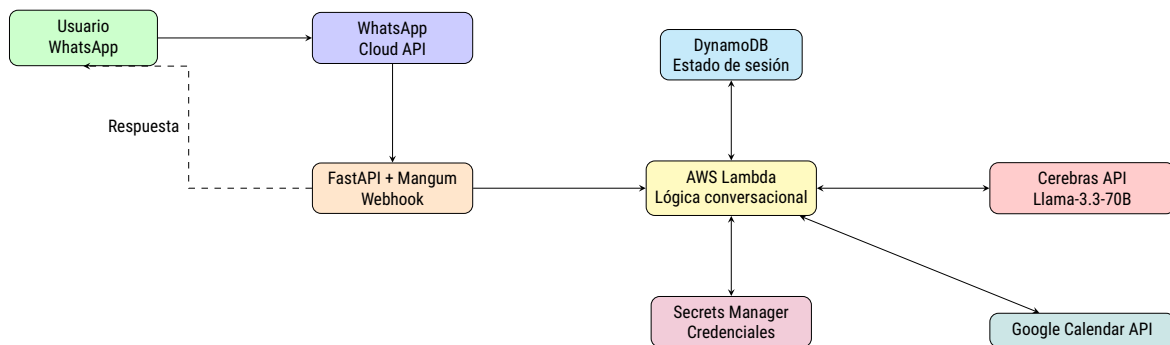 Usuario
WhatsApp
WhatsApp
Cloud API
DynamoDB
Estado de sesión
Respuesta
FastAPI + Mangum
Webhook
AWS Lambda
Lógica conversacional
Cerebras API
Llama-3.3-70B
Secrets Manager
Credenciales
Google Calendar API